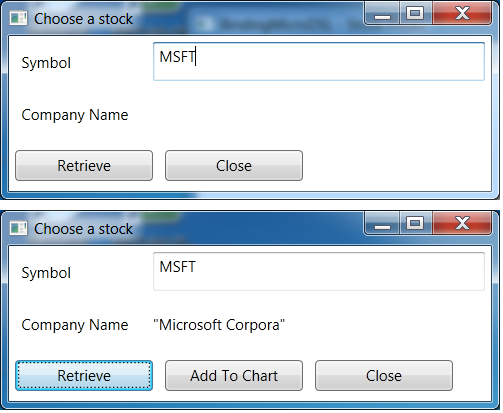 Choose a stock
Symbol MSFT
Company Name
Retrieve Close
Choose a stock
Symbol MSFT
Company Name "Microsoft Corpora"
Retrieve Add To Chart Close